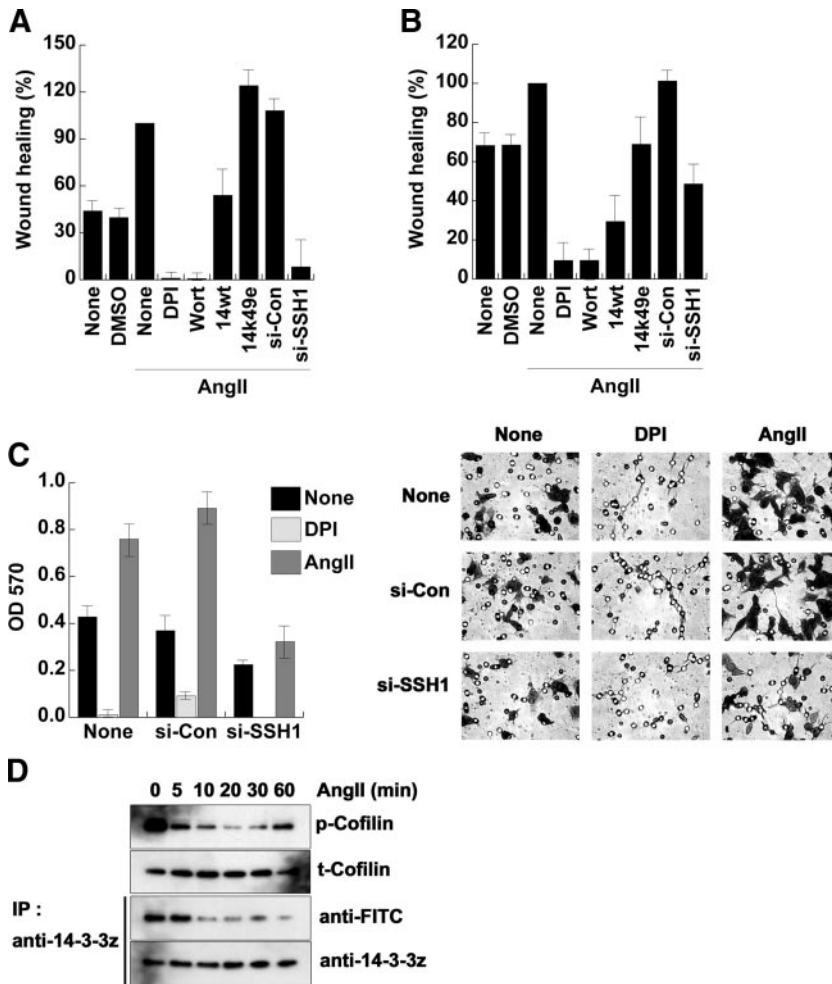 A
Wound healing (%)
150
120
90
60
30
0
None
DMSO
None
DPI
Wort
14wt
14k49e
si-Con
si-SSH1
AngII
B
Wound healing (%)
120
100
80
60
40
20
0
None
DMSO
None
DPI
Wort
14wt
14k49e
si-Con
si-SSH1
AngII
C
OD 570
1.0
0.8
0.6
0.4
0.2
0.0
None
si-Con
si-SSH1
None
DPI
AngII
None DPI AngII
None
si-Con
si-SSH1
D
0 5 10 20 30 60 AngII (min)
p-Cofilin
t-Cofilin
IP :
anti-14-3-3z
anti-FITC
anti-14-3-3z